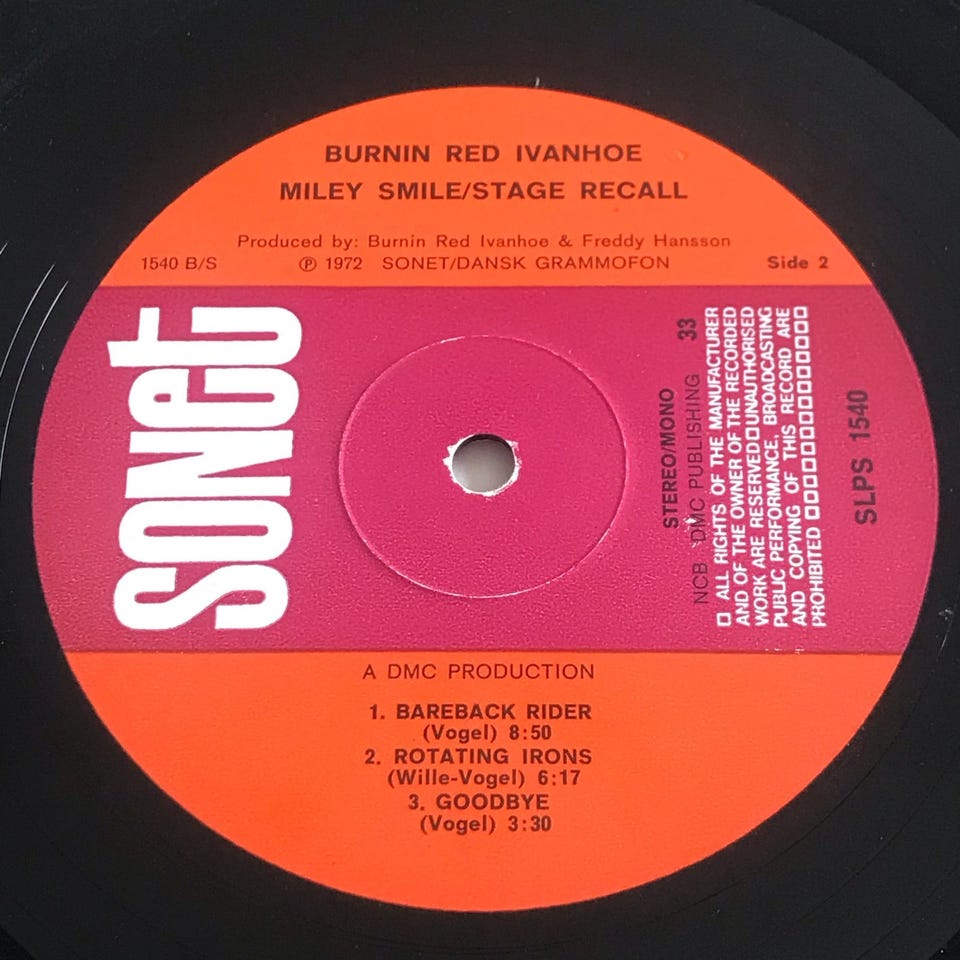 BURNIN RED IVANHOE
MILEY SMILE/STAGE RECALL
Produced by: Burnin Red Ivanhoe & Freddy Hansson
1540 B/S ℗ 1972 SONET/DANSK GRAMMOFON Side 2
sonet
STEREO/MONO 33
NCB DMC PUBLISHING
□ ALL RIGHTS OF THE MANUFACTURER
AND OF THE OWNER OF THE RECORDED
WORK ARE RESERVED□UNAUTHORISED
PUBLIC PERFORMANCE, BROADCASTING
AND COPYING OF THIS RECORD ARE
PROHIBITED □□□□□□□□□□□□□
SLPS 1540
A DMC PRODUCTION
1. BAREBACK RIDER
(Vogel) 8:50
2. ROTATING IRONS
(Wille-Vogel) 6:17
3. GOODBYE
(Vogel) 3:30